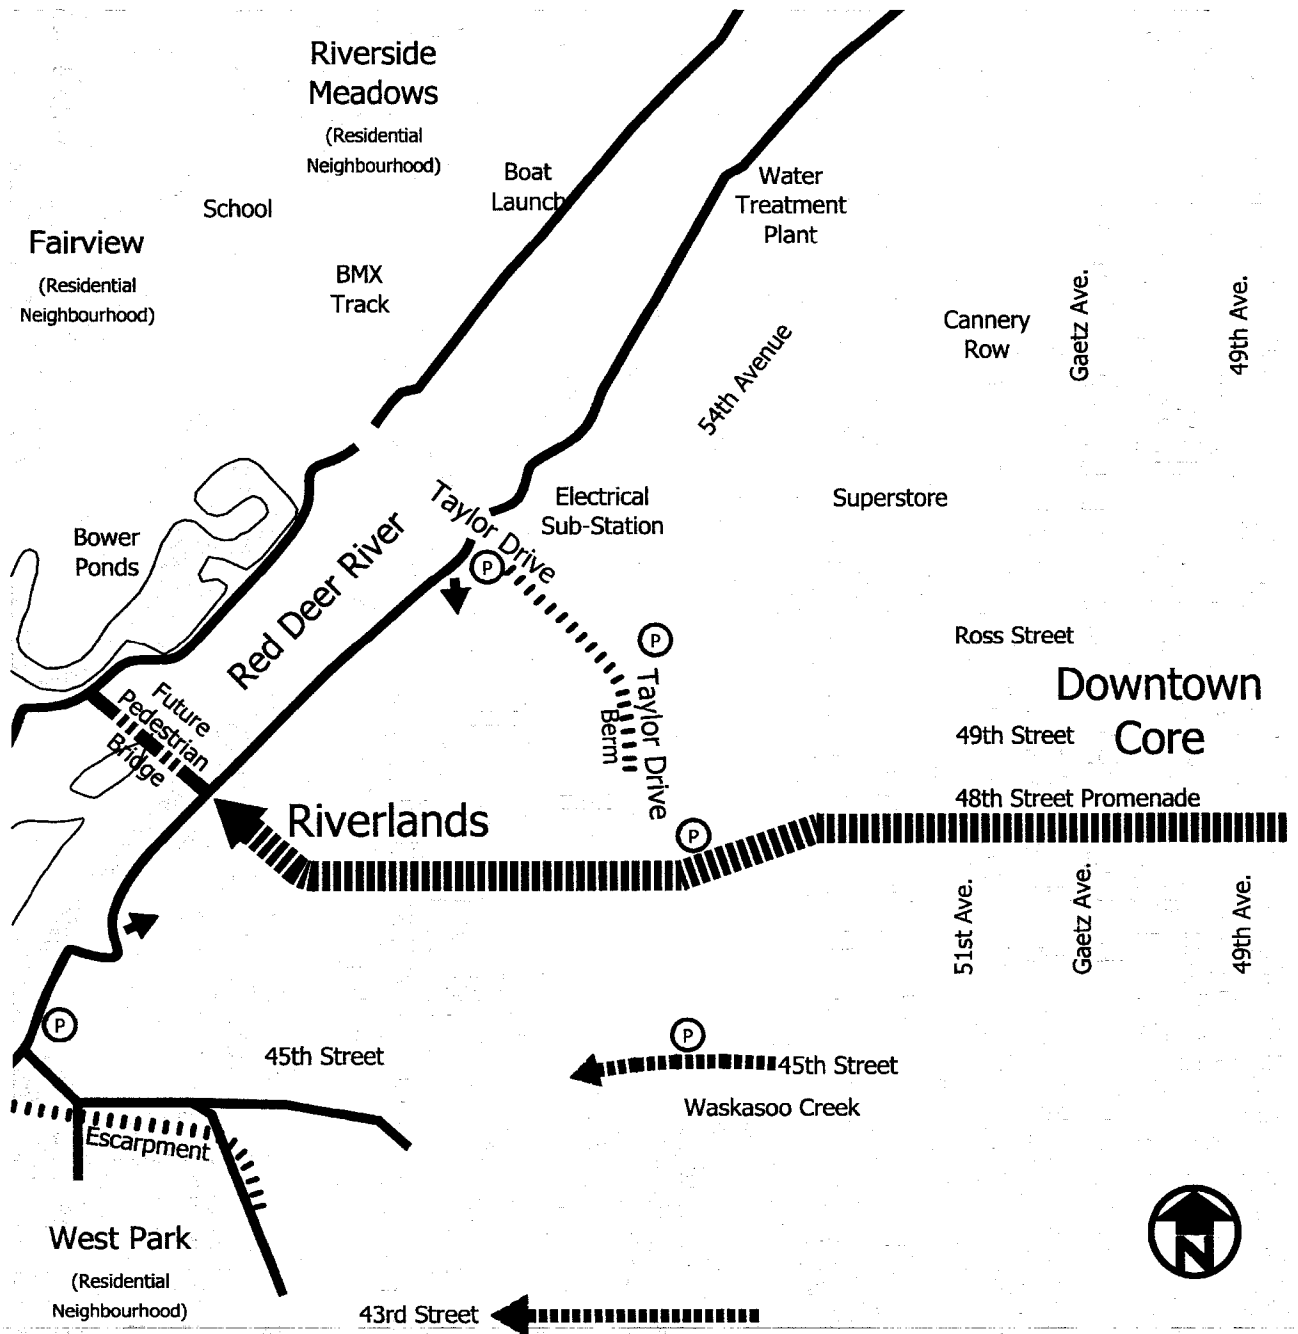 Riverside
Meadows
(Residential
Neighbourhood)
Boat
Launch
Water
Treatment
Plant
School
Fairview
(Residential
Neighbourhood)
BMX
Track
Cannery
Row
Gaetz Ave.
49th Ave.
54th Avenue
Taylor Drive
Electrical
Sub-Station
Superstore
Bower
Ponds
Red Deer River
P
P
Taylor Drive
Berm
Ross Street
Downtown
Core
49th Street
48th Street Promenade
Future
Pedestrian
Bridge
Riverlands
P
51st Ave.
Gaetz Ave.
49th Ave.
P
45th Street
P
45th Street
Waskasoo Creek
Escarpment
West Park
(Residential
Neighbourhood)
43rd Street
N